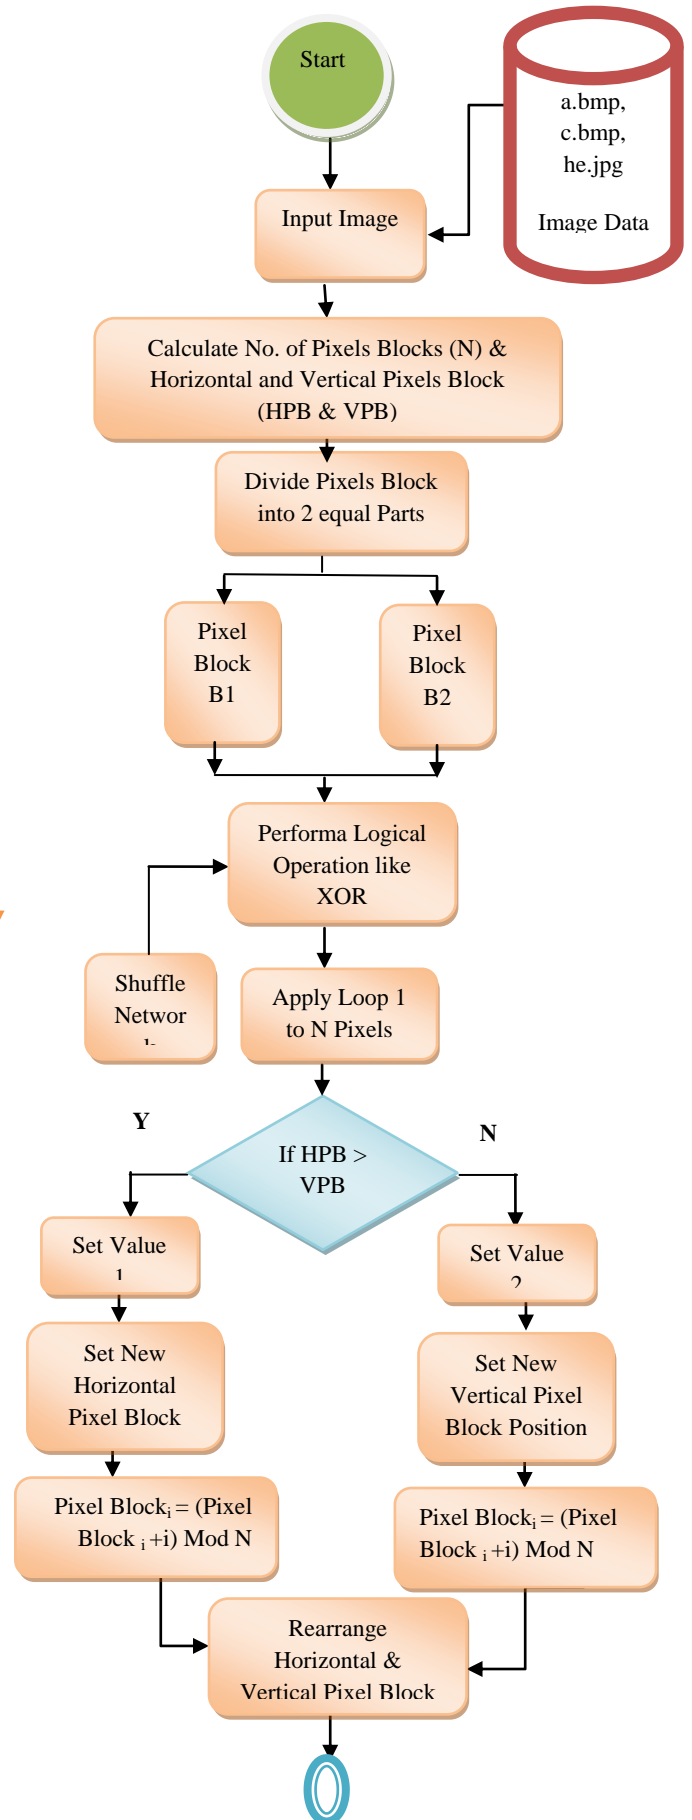 Start
a.bmp,
c.bmp,
he.jpg
Image Data
Input Image
Calculate No. of Pixels Blocks (N) &
Horizontal and Vertical Pixels Block
(HPB & VPB)
Divide Pixels Block
into 2 equal Parts
Pixel
Block
B1
Pixel
Block
B2
Performa Logical
Operation like
XOR
Shuffle
Networ
Apply Loop 1
to N Pixels
Y
N
If HPB >
VPB
Set Value
1
Set Value
2
Set New
Horizontal
Pixel Block
Set New
Vertical Pixel
Block Position
Pixel Blockᵢ = (Pixel
Block ᵢ +i) Mod N
Pixel Blockᵢ = (Pixel
Block ᵢ +i) Mod N
Rearrange
Horizontal &
Vertical Pixel Block